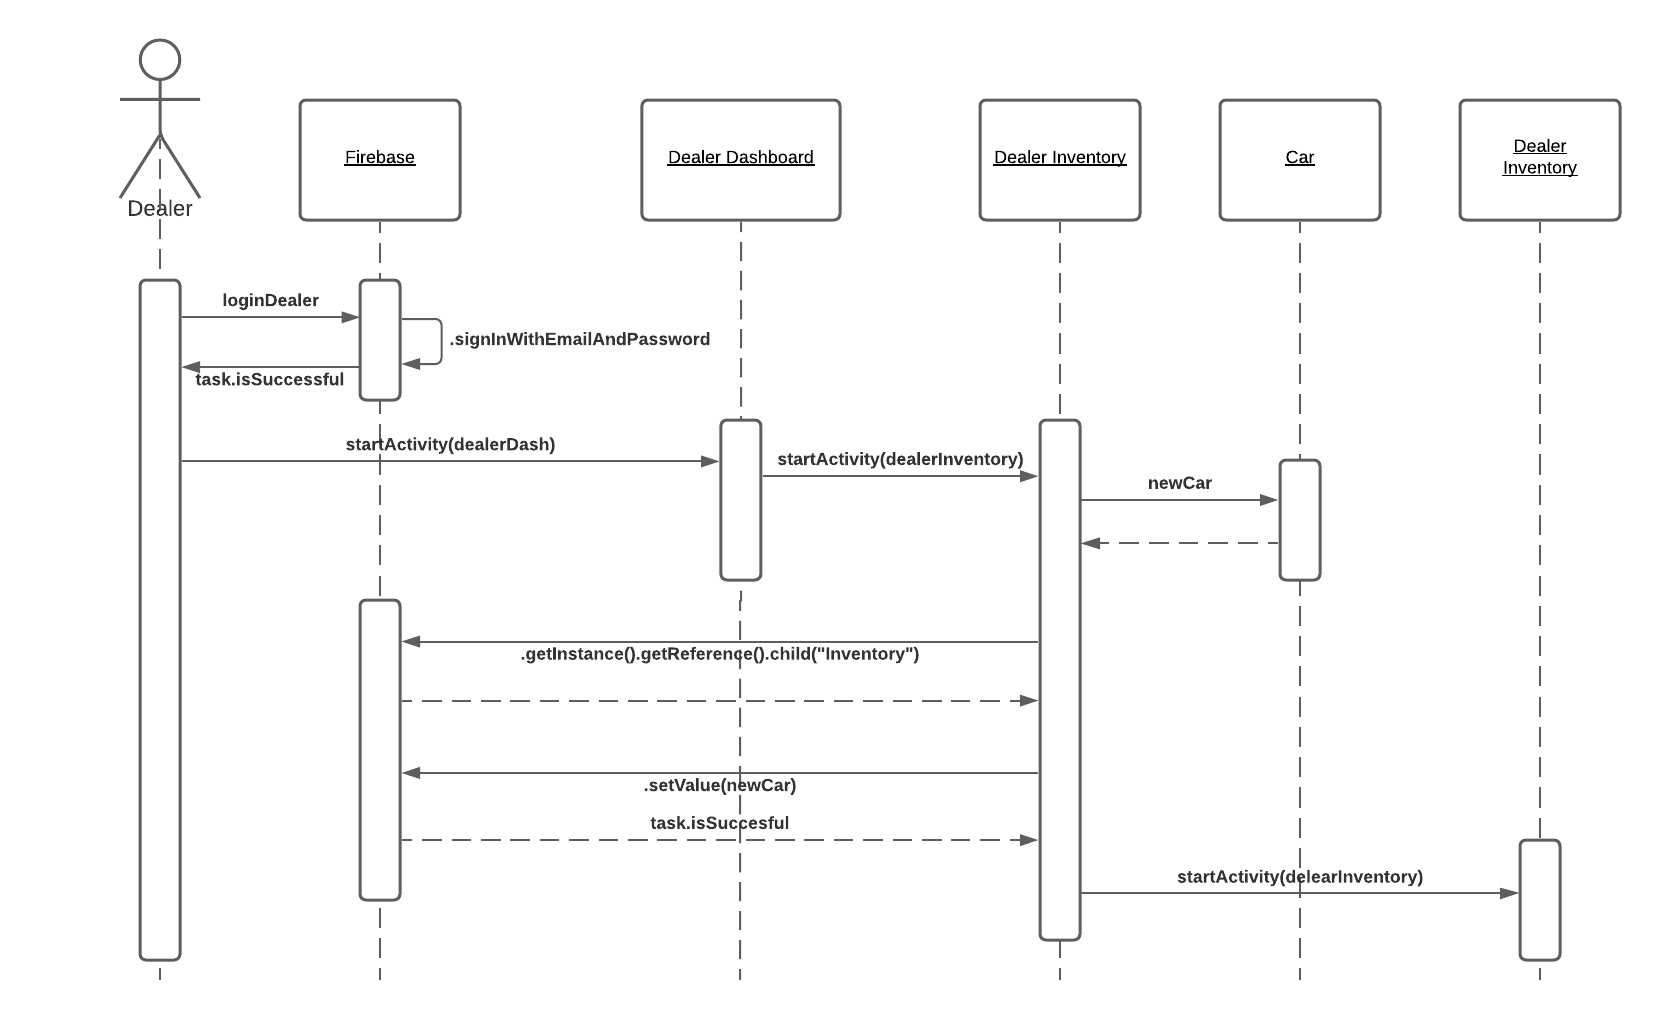 Dealer
Firebase
Dealer Dashboard
Dealer Inventory
Car
Dealer
Inventory
loginDealer
.signInWithEmailAndPassword
task.isSuccessful
startActivity(dealerDash)
startActivity(dealerInventory)
newCar
.getInstance().getReference().child("Inventory")
.setValue(newCar)
task.isSuccesful
startActivity(delearInventory)